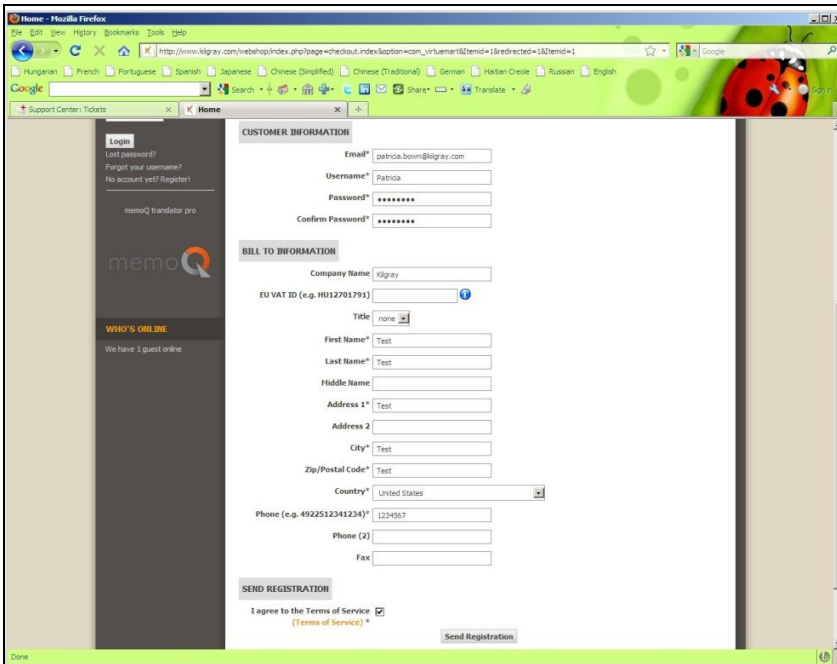 Home - Mozilla Firefox
File Edit View History Bookmarks Tools Help
http://www.kilgray.com/webshop/index.php?page=checkout.index&option=com_virtuemart&Itemid=1&redirected=1&Itemid=1
Google
Hungarian French Portuguese Spanish Japanese Chinese (Simplified) Chinese (Traditional) German Haitian Creole Russian English
Google Search Share Translate Sign in
Support Center: Tickets Home
CUSTOMER INFORMATION
Login
Lost password?
Forgot your username?
No account yet? Register!
memoQ translator pro
memoQ
WHO'S ONLINE
We have 1 guest online
Email* patricia.bown@kilgray.com
Username* Patricia
Password* ••••••••
Confirm Password* ••••••••
BILL TO INFORMATION
Company Name Kilgray
EU VAT ID (e.g. HU12701791)
Title none
First Name* Test
Last Name* Test
Middle Name
Address 1* Test
Address 2
City* Test
Zip/Postal Code* Test
Country* United States
Phone (e.g. 4922512341234)* 1234567
Phone (2)
Fax
SEND REGISTRATION
I agree to the Terms of Service
(Terms of Service) *
Send Registration
Done